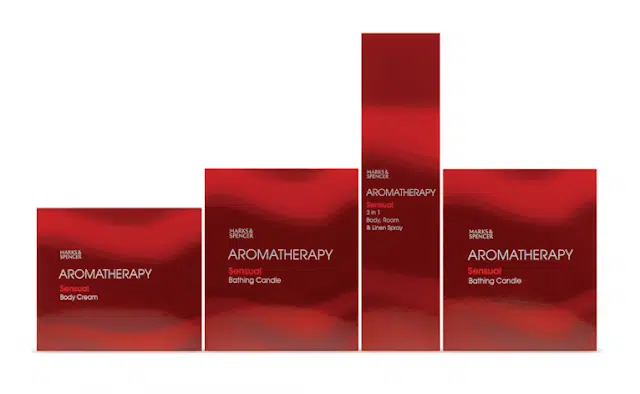 MARKS&
SPENCER
AROMATHERAPY
Sensual
Body Cream
MARKS&
SPENCER
AROMATHERAPY
Sensual
Bathing Candle
MARKS&
SPENCER
AROMATHERAPY
Sensual
3 in 1
Body, Room
& Linen Spray
MARKS&
SPENCER
AROMATHERAPY
Sensual
Bathing Candle